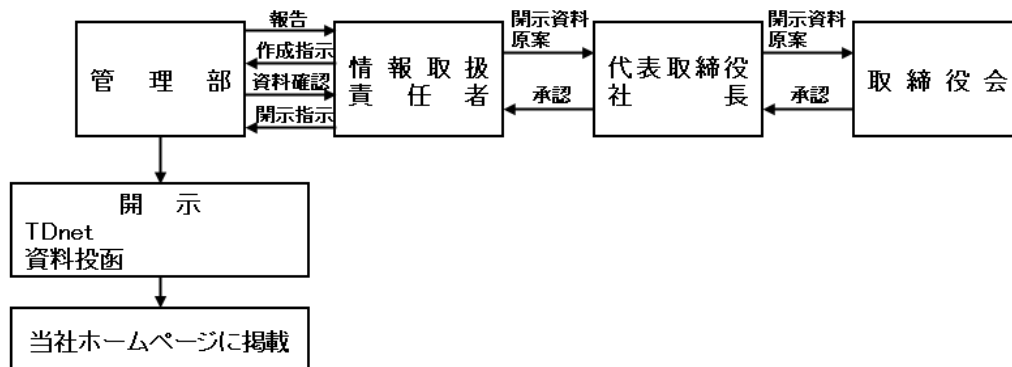 報告
作成指示
資料確認
開示指示
管理部
情報取扱
責任者
開示資料
原案
承認
代表取締役
社長
開示資料
原案
承認
取締役会
開示
TDnet
資料投函
当社ホームページに掲載